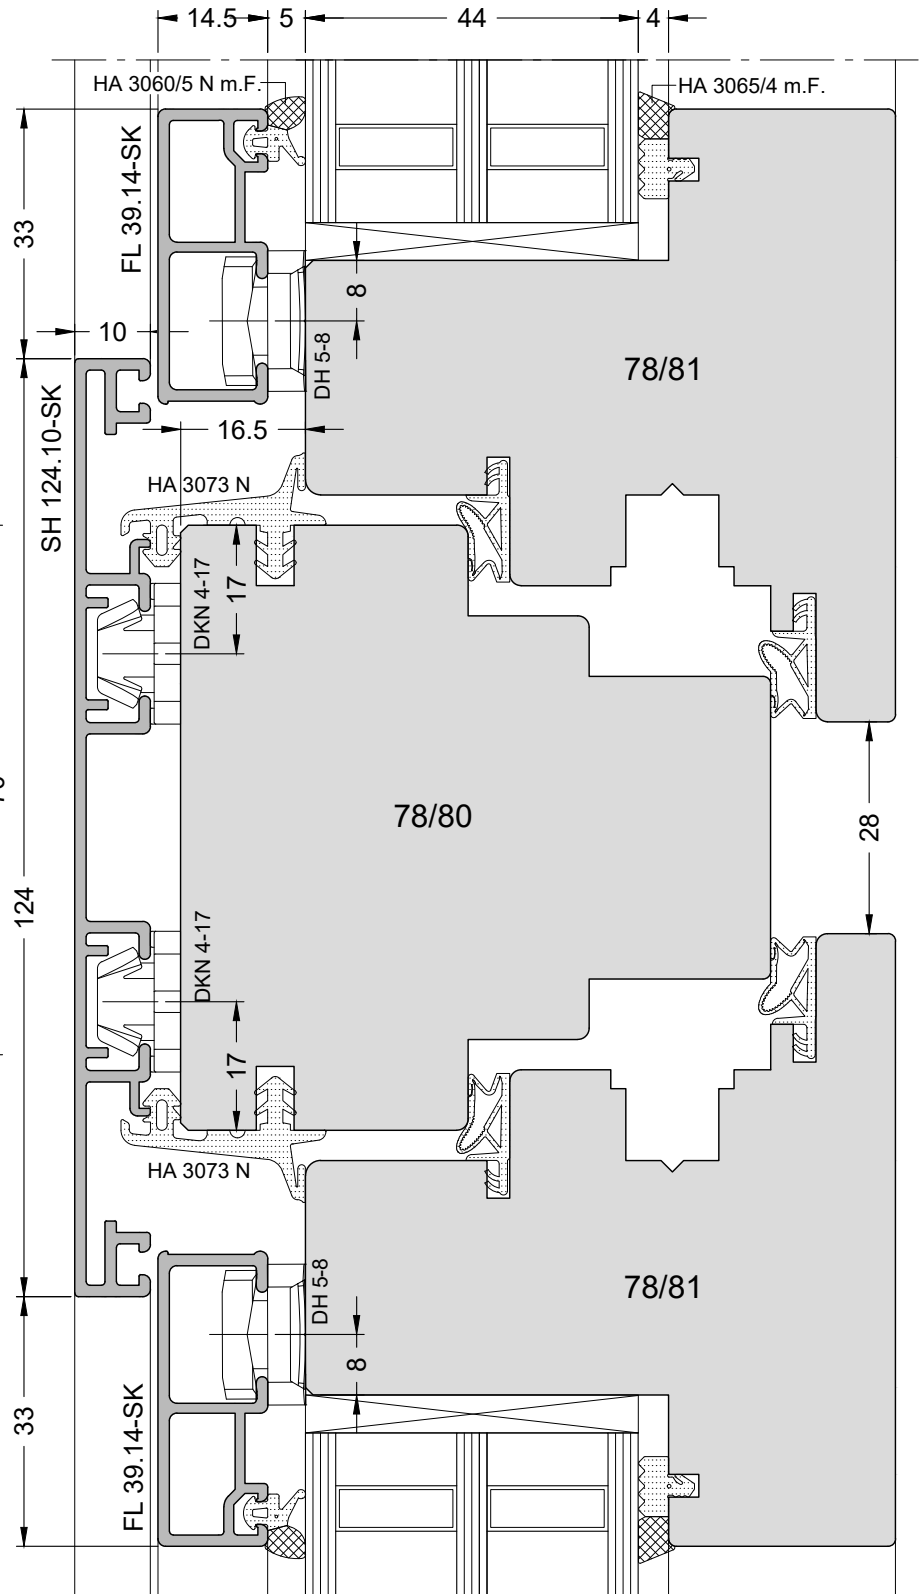 14.5 5 44 4
HA 3060/5 N m.F.
HA 3065/4 m.F.
33
FL 39.14-SK
8
10
DH 5-8
78/81
SH 124.10-SK
16.5
HA 3073 N
DKN 4-17
17
78/80
28
124
DKN 4-17
17
HA 3073 N
DH 5-8
78/81
8
33
FL 39.14-SK